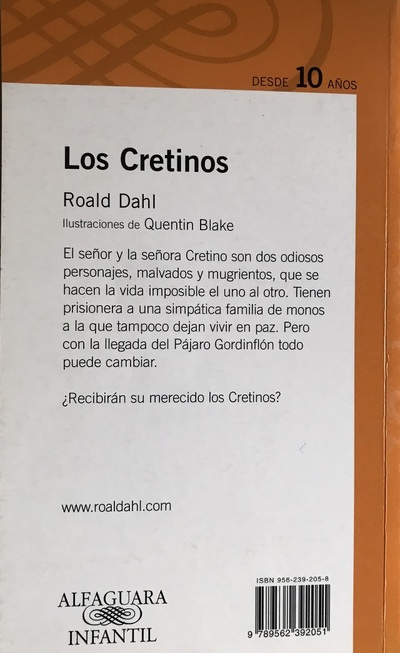 DESDE 10 AÑOS
Los Cretinos
Roald Dahl
Ilustraciones de Quentin Blake
El señor y la señora Cretino son dos odiosos
personajes, malvados y mugrientos, que se
hacen la vida imposible el uno al otro. Tienen
prisionera a una simpática familia de monos
a la que tampoco dejan vivir en paz. Pero
con la llegada del Pájaro Gordinflón todo
puede cambiar.
¿Recibirán su merecido los Cretinos?
www.roaldahl.com
ISBN 956-239-205-8
9 789562 392051
ALFAGUARA
INFANTIL